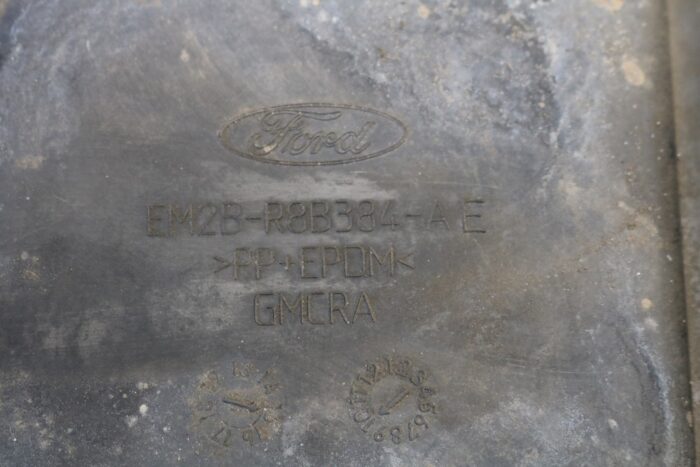 Ford
EM2B-R8B384-AE
>PP+EPDM<
GMCRA